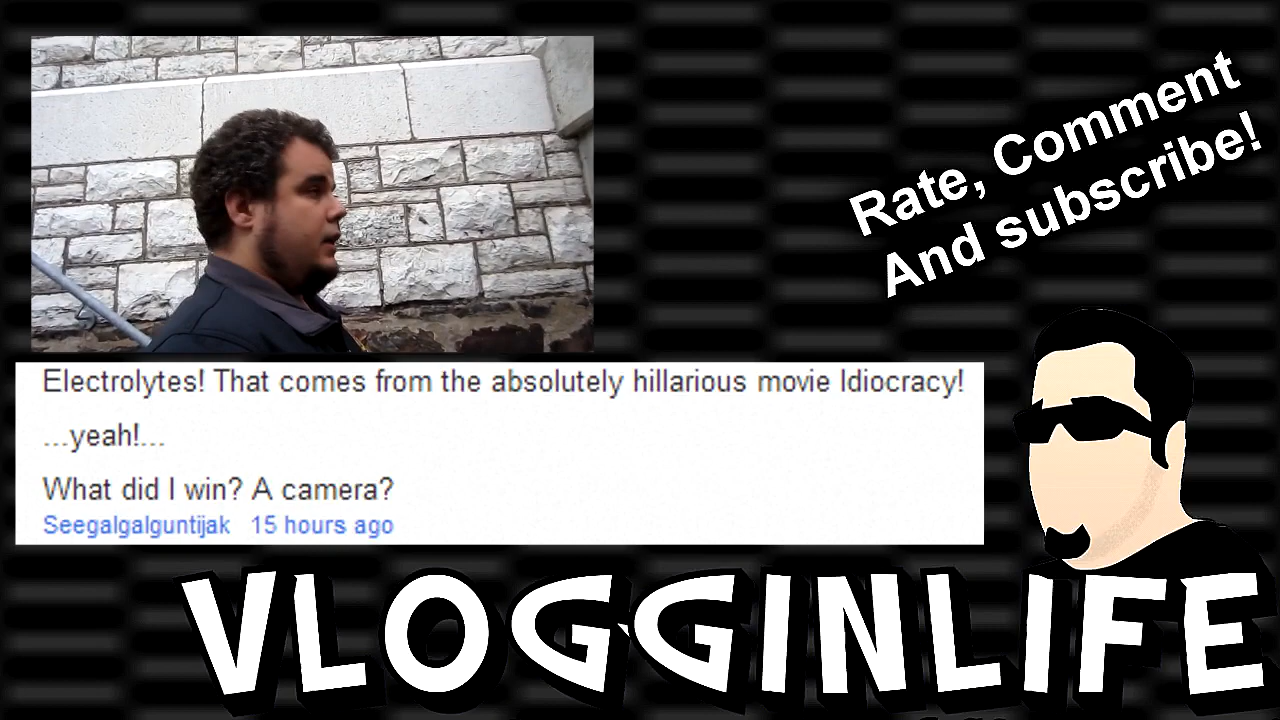 Rate, Comment
And subscribe!
Electrolytes! That comes from the absolutely hillarious movie Idiocracy!
...yeah!...
What did I win? A camera?
Seegalgalguntijak 15 hours ago
VLOGGINLIFE